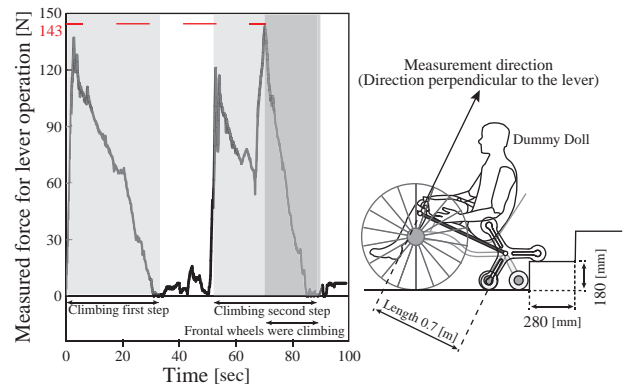 Measured force for lever operation [N]
150
143
120
90
60
30
0
Climbing first step
Climbing second step
Frontal wheels were climbing
0
20
40
60
80
100
Time [sec]
Measurement direction
(Direction perpendicular to the lever)
Dummy Doll
Length 0.7 [m]
280 [mm]
180 [mm]